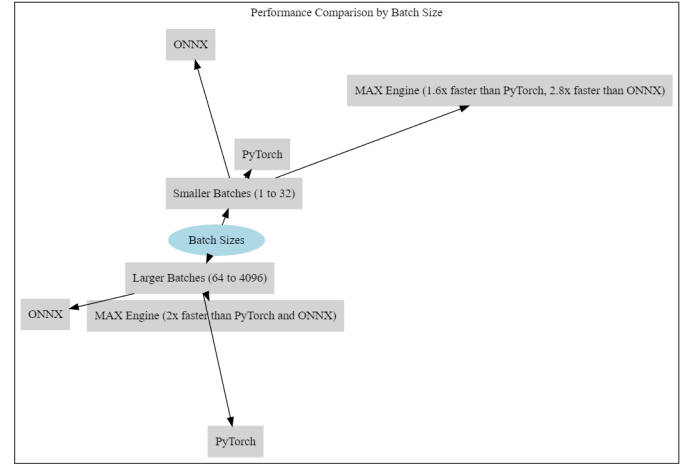 Performance Comparison by Batch Size
ONNX
MAX Engine (1.6x faster than PyTorch, 2.8x faster than ONNX)
PyTorch
Smaller Batches (1 to 32)
Batch Sizes
Larger Batches (64 to 4096)
ONNX
MAX Engine (2x faster than PyTorch and ONNX)
PyTorch